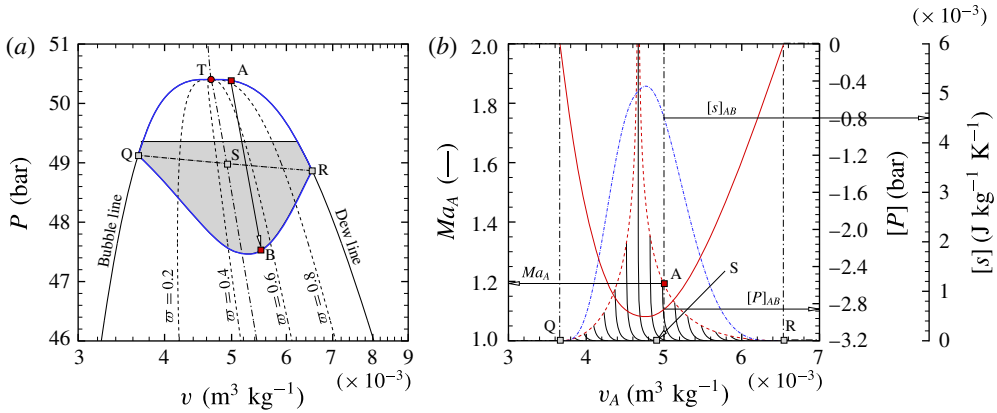 (a)
51
50
49
48
47
46
P (bar)
T
A
Q
S
R
B
Bubble line
Dew line
ϖ = 0.2
ϖ = 0.4
ϖ = 0.6
ϖ = 0.8
3
4
5
6
7
8
9
(× 10⁻³)
v (m³ kg⁻¹)
(b)
2.0
1.8
1.6
1.4
1.2
1.0
Ma_A (—)
Ma_A
[s]_AB
A
S
[P]_AB
Q
R
3
4
5
6
7
(× 10⁻³)
v_A (m³ kg⁻¹)
0
−0.4
−0.8
−1.2
−1.6
−2.0
−2.4
−2.8
−3.2
[P] (bar)
(× 10⁻³)
6
5
4
3
2
1
0
[s] (J kg⁻¹ K⁻¹)